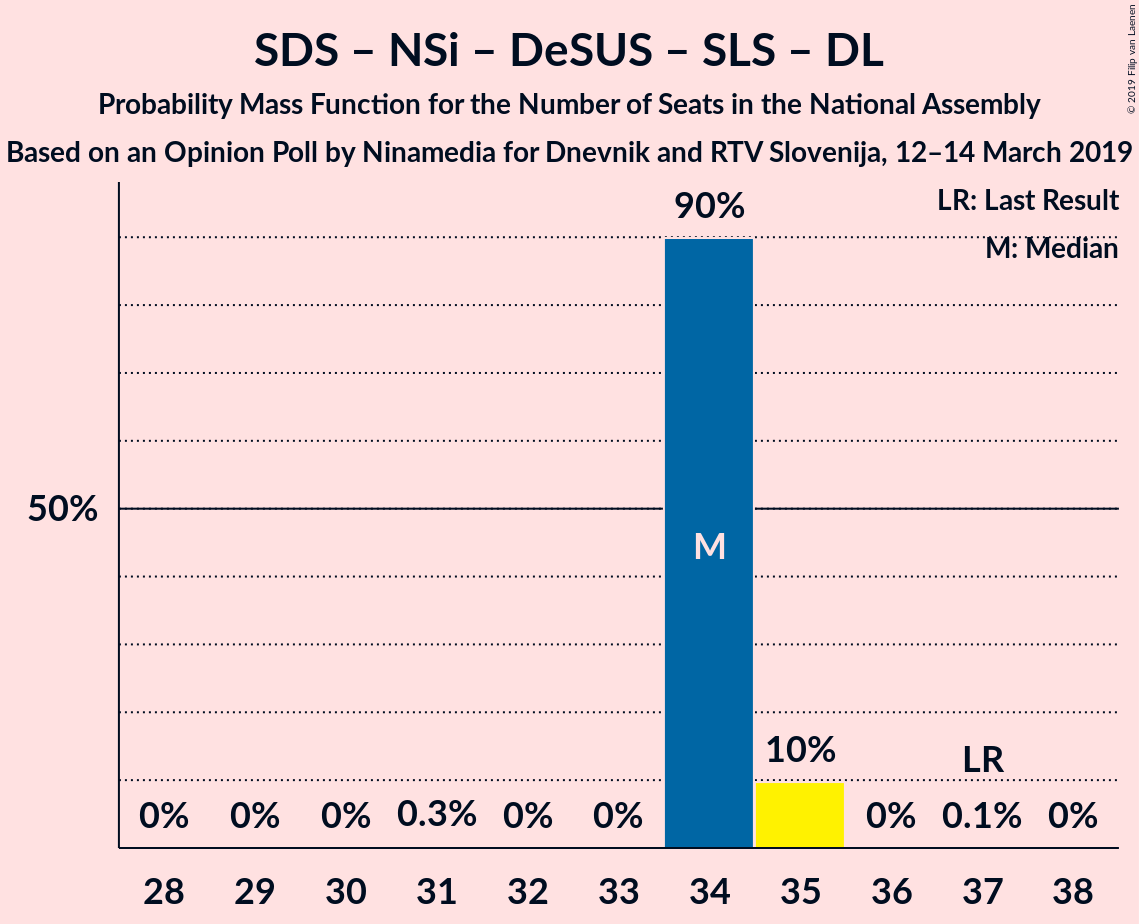 SDS – NSi – DeSUS – SLS – DL
Probability Mass Function for the Number of Seats in the National Assembly
Based on an Opinion Poll by Ninamedia for Dnevnik and RTV Slovenija, 12–14 March 2019
© 2019 Filip van Laenen
LR: Last Result
M: Median
90%
50%
M
10%
LR
0% 0% 0% 0.3% 0% 0% 0% 0.1% 0%
28 29 30 31 32 33 34 35 36 37 38